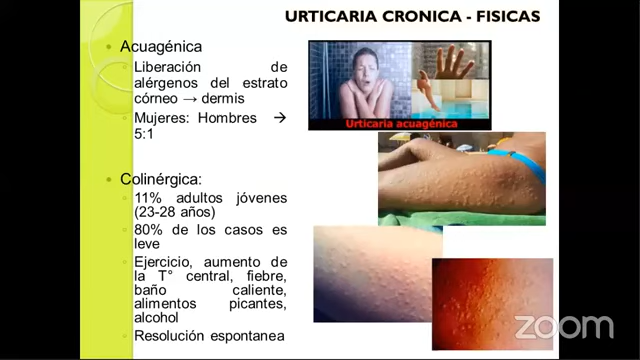 URTICARIA CRONICA - FISICAS
Acuagénica
Liberación de
alérgenos del estrato
córneo → dermis
Mujeres: Hombres →
5:1
Colinérgica:
11% adultos jóvenes
(23-28 años)
80% de los casos es
leve
Ejercicio, aumento de
la T° central, fiebre,
baño caliente,
alimentos picantes,
alcohol
Resolución espontanea
Urticaria acuagénica
zoom